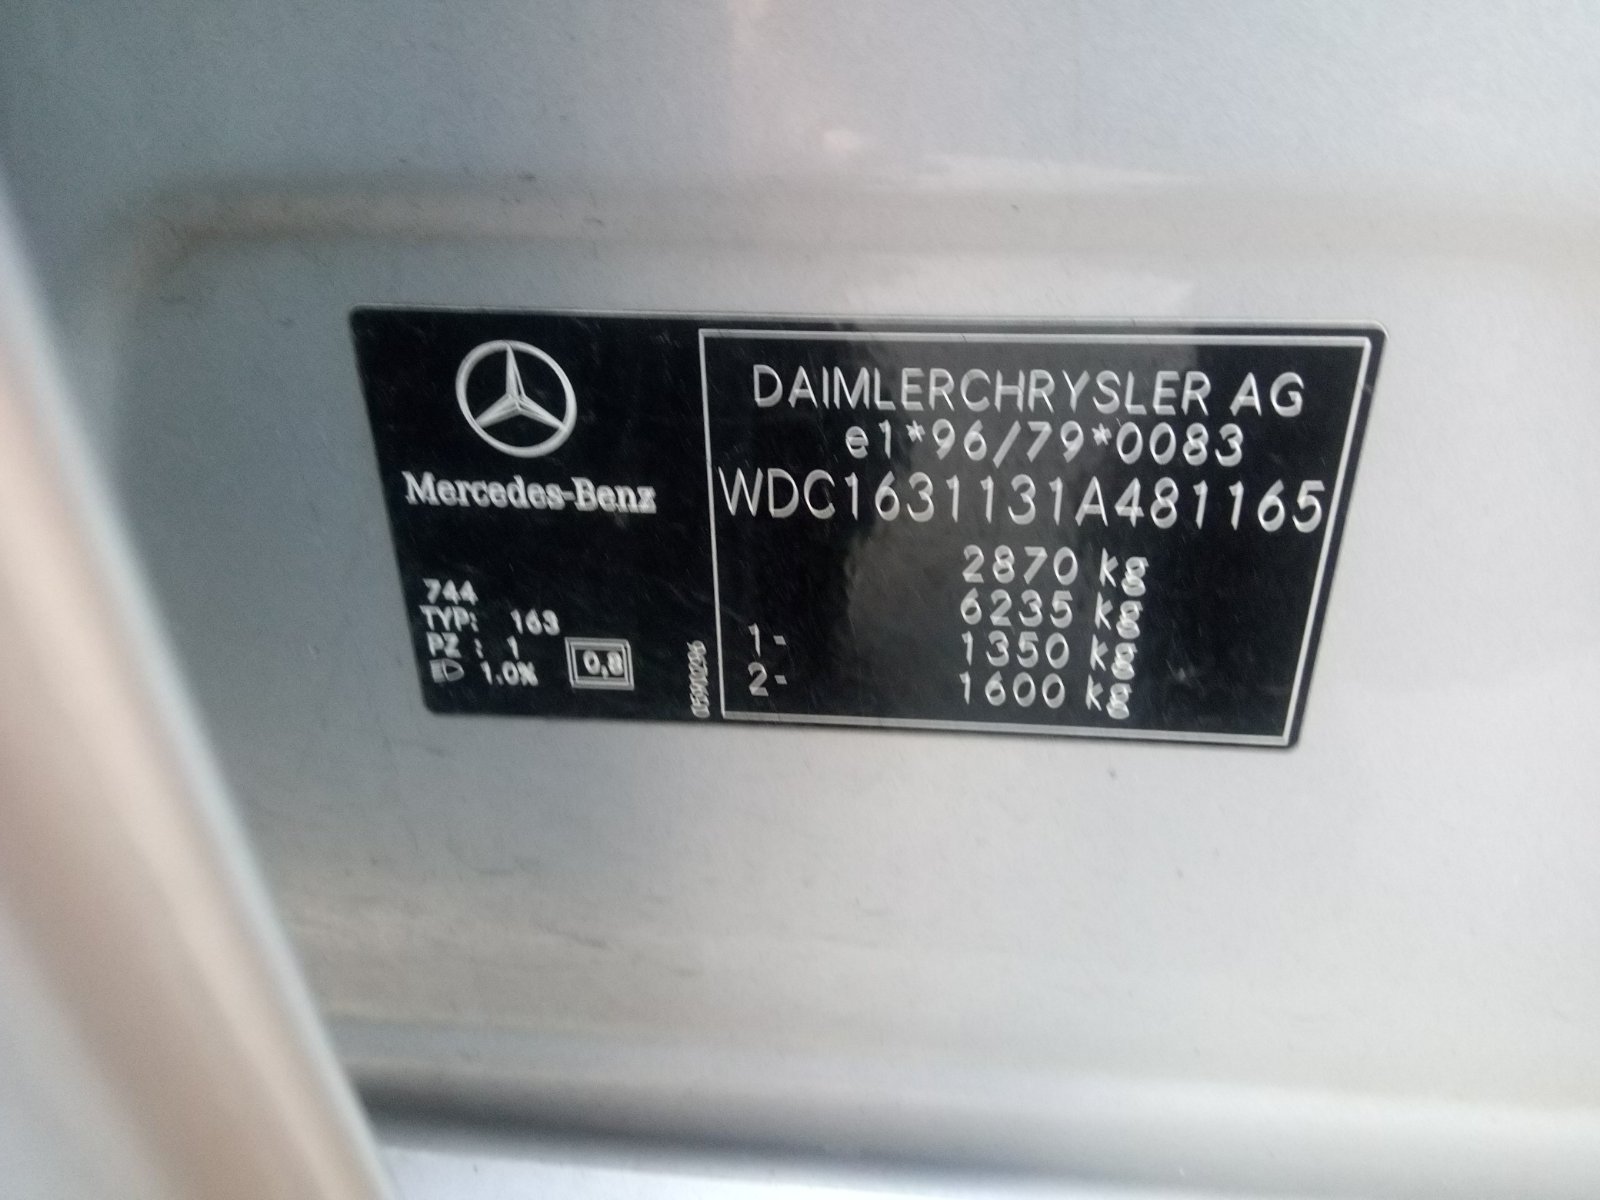 Mercedes-Benz
744
TYP: 163
PZ : 1
1.0% 0,8
DAIMLERCHRYSLER AG
e1*96/79*0083
WDC1631131A481165
2870 kg
6235 kg
1- 1350 kg
2- 1600 kg